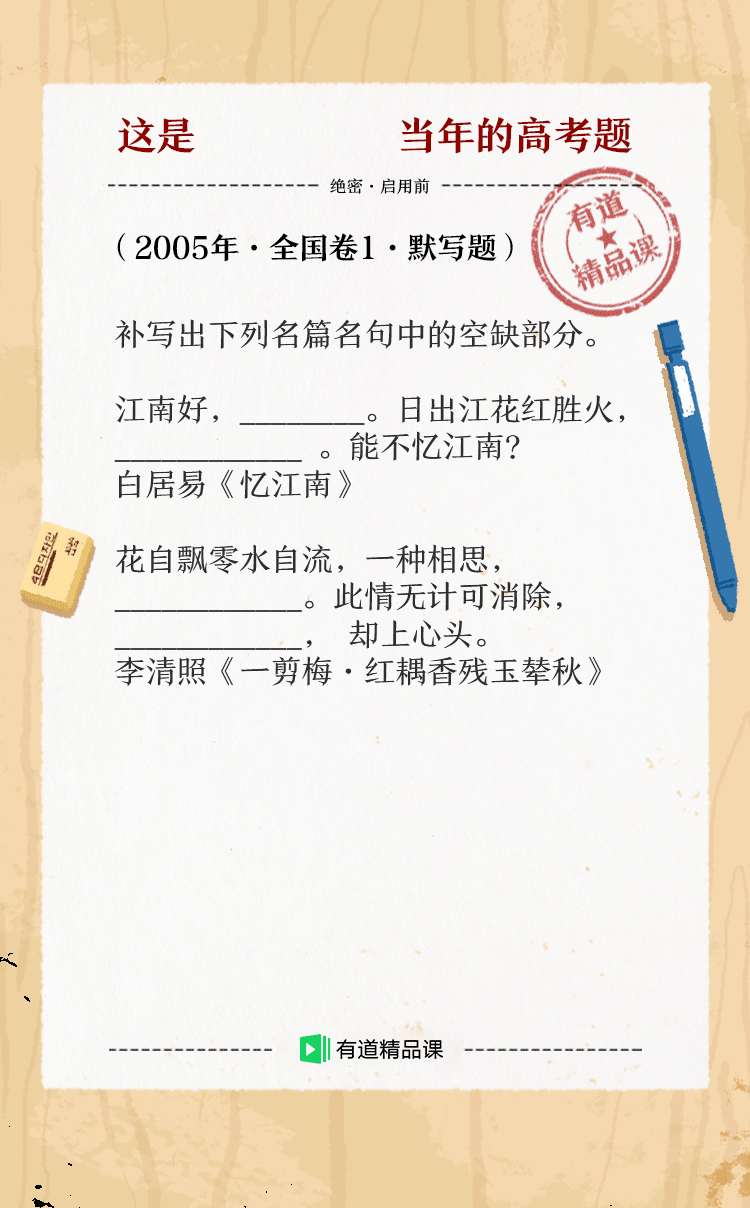 这是 当年的高考题
绝密·启用前
有道
精品课
（2005年·全国卷1·默写题）
补写出下列名篇名句中的空缺部分。
江南好，________。日出江花红胜火，
____________ 。能不忆江南？
白居易《忆江南》
花自飘零水自流，一种相思，
____________。此情无计可消除，
____________， 却上心头。
李清照《一剪梅·红耦香残玉辇秋》
有道精品课